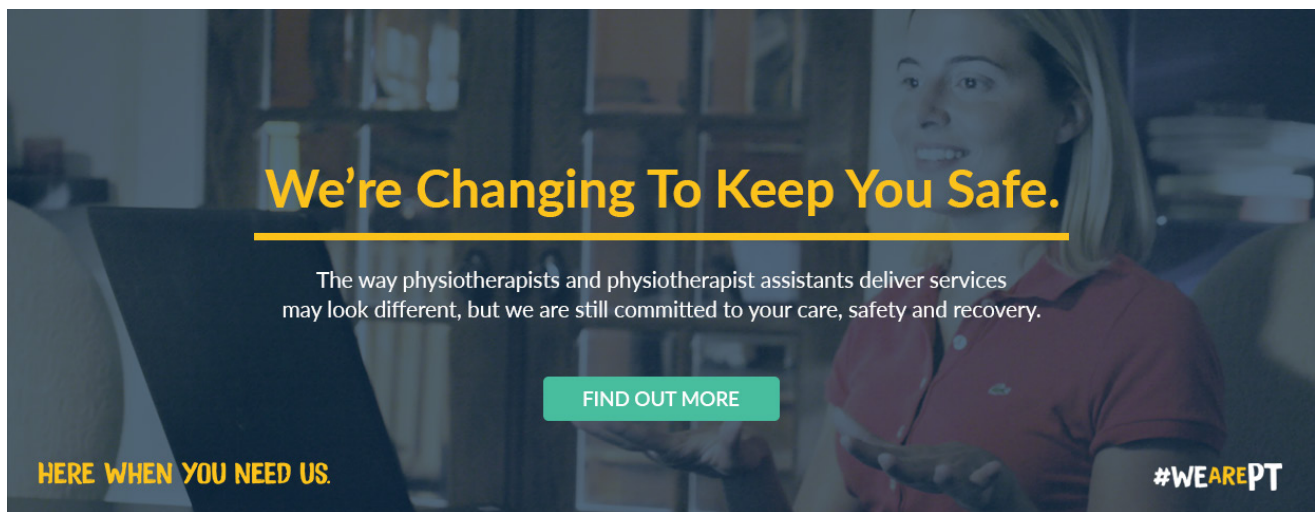 We’re Changing To Keep You Safe.
The way physiotherapists and physiotherapist assistants deliver services
may look different, but we are still committed to your care, safety and recovery.
FIND OUT MORE
HERE WHEN YOU NEED US.
#WEAREPT